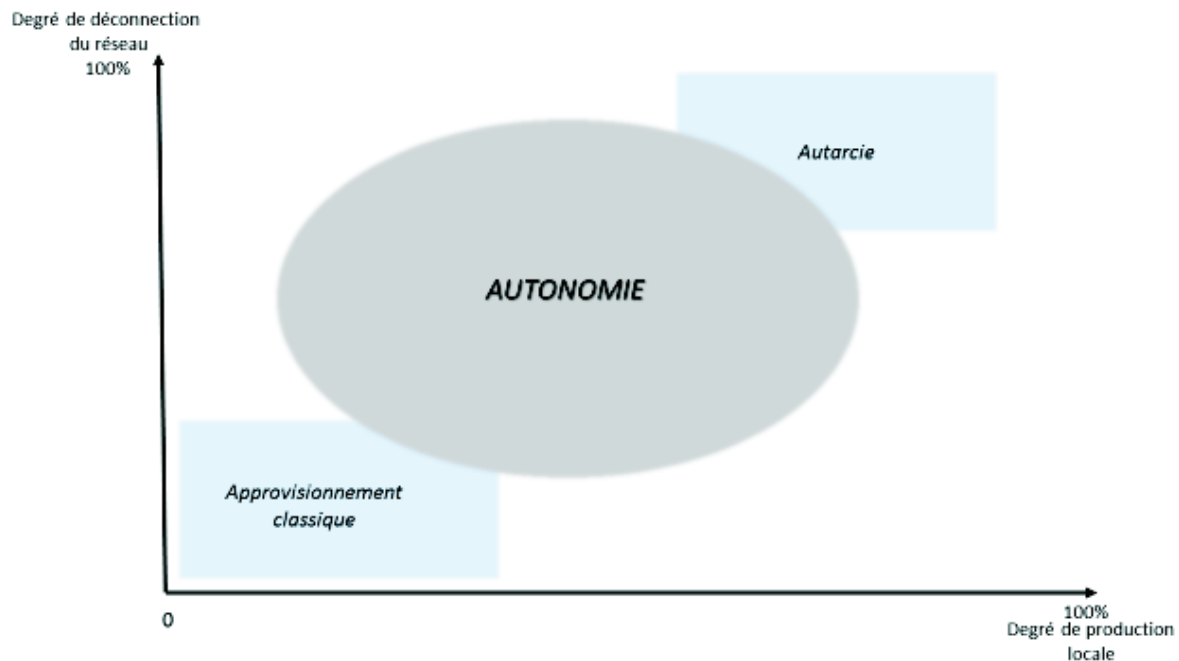 Degré de déconnection
du réseau
100%
Autarcie
AUTONOMIE
Approvisionnement
classique
0
100%
Degré de production
locale